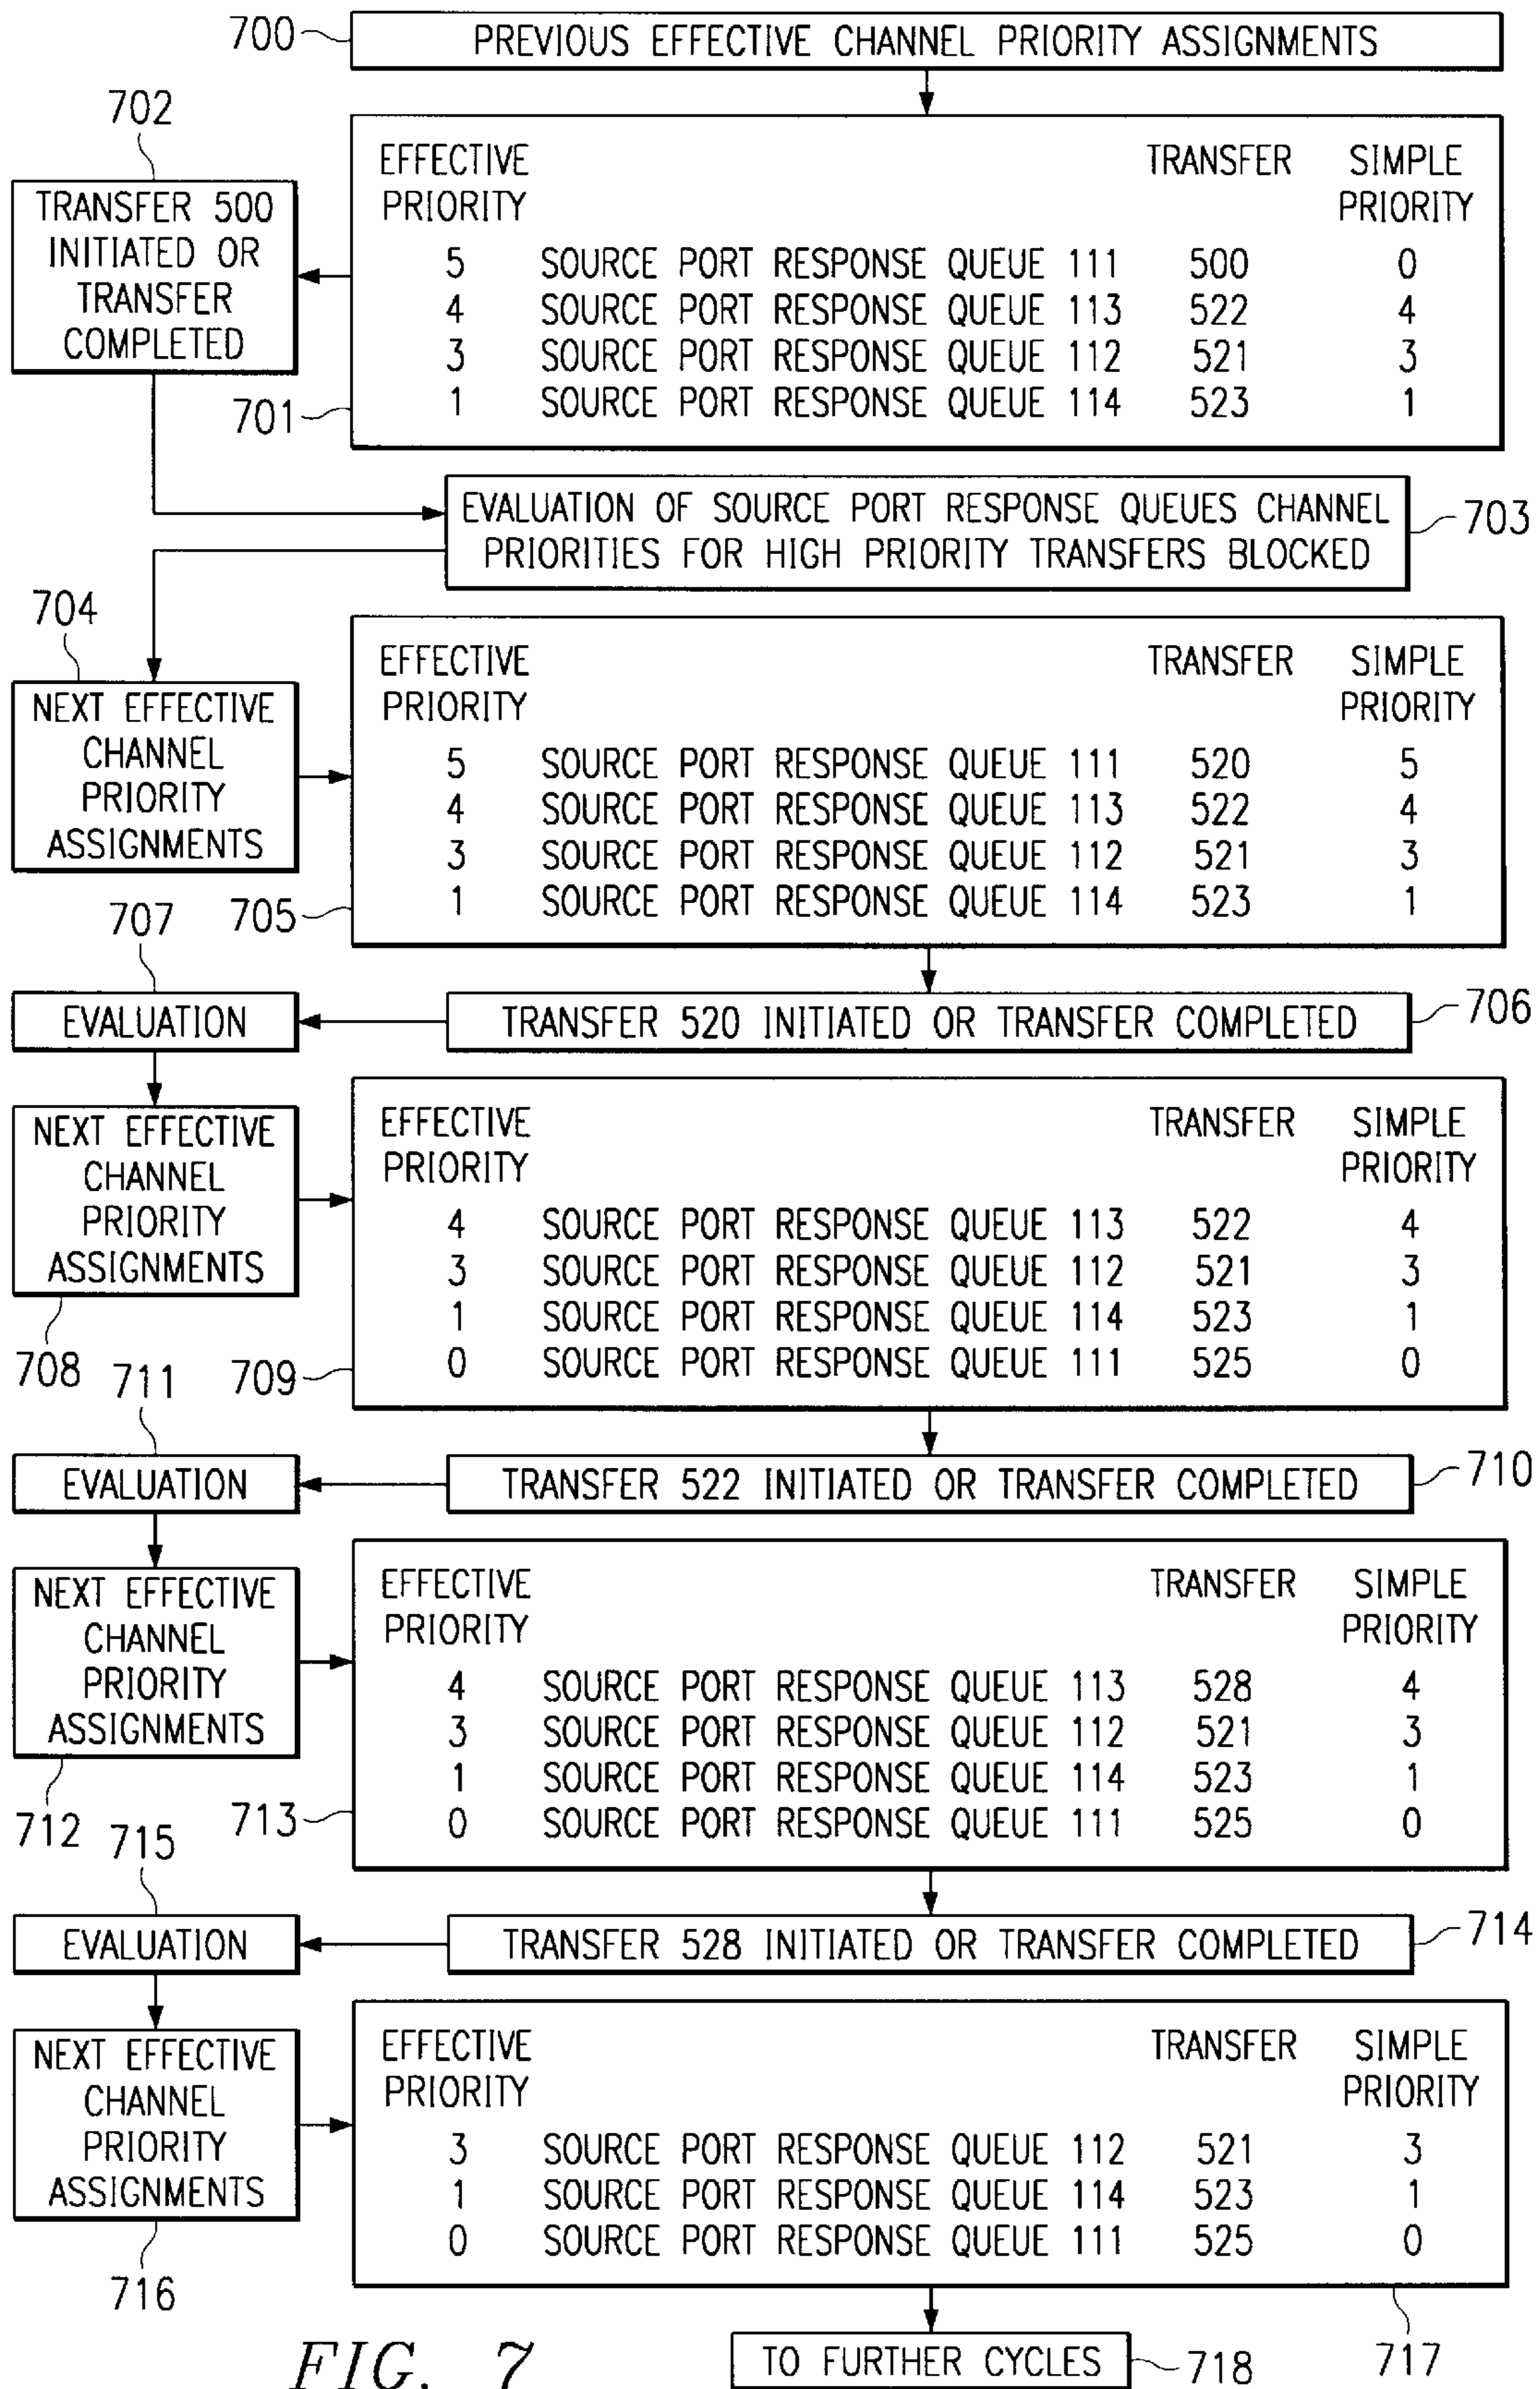 700
PREVIOUS EFFECTIVE CHANNEL PRIORITY ASSIGNMENTS
702
TRANSFER 500
INITIATED OR
TRANSFER
COMPLETED
EFFECTIVE TRANSFER SIMPLE
PRIORITY PRIORITY
5 SOURCE PORT RESPONSE QUEUE 111 500 0
4 SOURCE PORT RESPONSE QUEUE 113 522 4
3 SOURCE PORT RESPONSE QUEUE 112 521 3
1 SOURCE PORT RESPONSE QUEUE 114 523 1
701
EVALUATION OF SOURCE PORT RESPONSE QUEUES CHANNEL
PRIORITIES FOR HIGH PRIORITY TRANSFERS BLOCKED
703
704
NEXT EFFECTIVE
CHANNEL
PRIORITY
ASSIGNMENTS
EFFECTIVE TRANSFER SIMPLE
PRIORITY PRIORITY
5 SOURCE PORT RESPONSE QUEUE 111 520 5
4 SOURCE PORT RESPONSE QUEUE 113 522 4
3 SOURCE PORT RESPONSE QUEUE 112 521 3
1 SOURCE PORT RESPONSE QUEUE 114 523 1
705
707
EVALUATION
TRANSFER 520 INITIATED OR TRANSFER COMPLETED
706
NEXT EFFECTIVE
CHANNEL
PRIORITY
ASSIGNMENTS
708
EFFECTIVE TRANSFER SIMPLE
PRIORITY PRIORITY
4 SOURCE PORT RESPONSE QUEUE 113 522 4
3 SOURCE PORT RESPONSE QUEUE 112 521 3
1 SOURCE PORT RESPONSE QUEUE 114 523 1
0 SOURCE PORT RESPONSE QUEUE 111 525 0
709
711
EVALUATION
TRANSFER 522 INITIATED OR TRANSFER COMPLETED
710
NEXT EFFECTIVE
CHANNEL
PRIORITY
ASSIGNMENTS
712
EFFECTIVE TRANSFER SIMPLE
PRIORITY PRIORITY
4 SOURCE PORT RESPONSE QUEUE 113 528 4
3 SOURCE PORT RESPONSE QUEUE 112 521 3
1 SOURCE PORT RESPONSE QUEUE 114 523 1
0 SOURCE PORT RESPONSE QUEUE 111 525 0
713
715
EVALUATION
TRANSFER 528 INITIATED OR TRANSFER COMPLETED
714
NEXT EFFECTIVE
CHANNEL
PRIORITY
ASSIGNMENTS
716
EFFECTIVE TRANSFER SIMPLE
PRIORITY PRIORITY
3 SOURCE PORT RESPONSE QUEUE 112 521 3
1 SOURCE PORT RESPONSE QUEUE 114 523 1
0 SOURCE PORT RESPONSE QUEUE 111 525 0
717
TO FURTHER CYCLES
718
FIG. 7